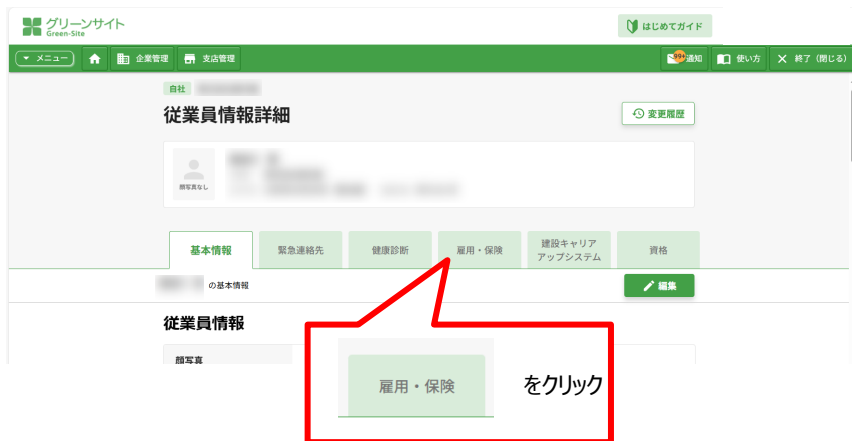 グリーンサイト
Green-Site
はじめてガイド
メニュー
企業管理
支店管理
99+
通知
使い方
終了（閉じる）
自社
従業員情報詳細
変更履歴
顔写真なし
基本情報
緊急連絡先
健康診断
雇用・保険
建設キャリア
アップシステム
資格
の基本情報
編集
従業員情報
顔写真
雇用・保険
をクリック